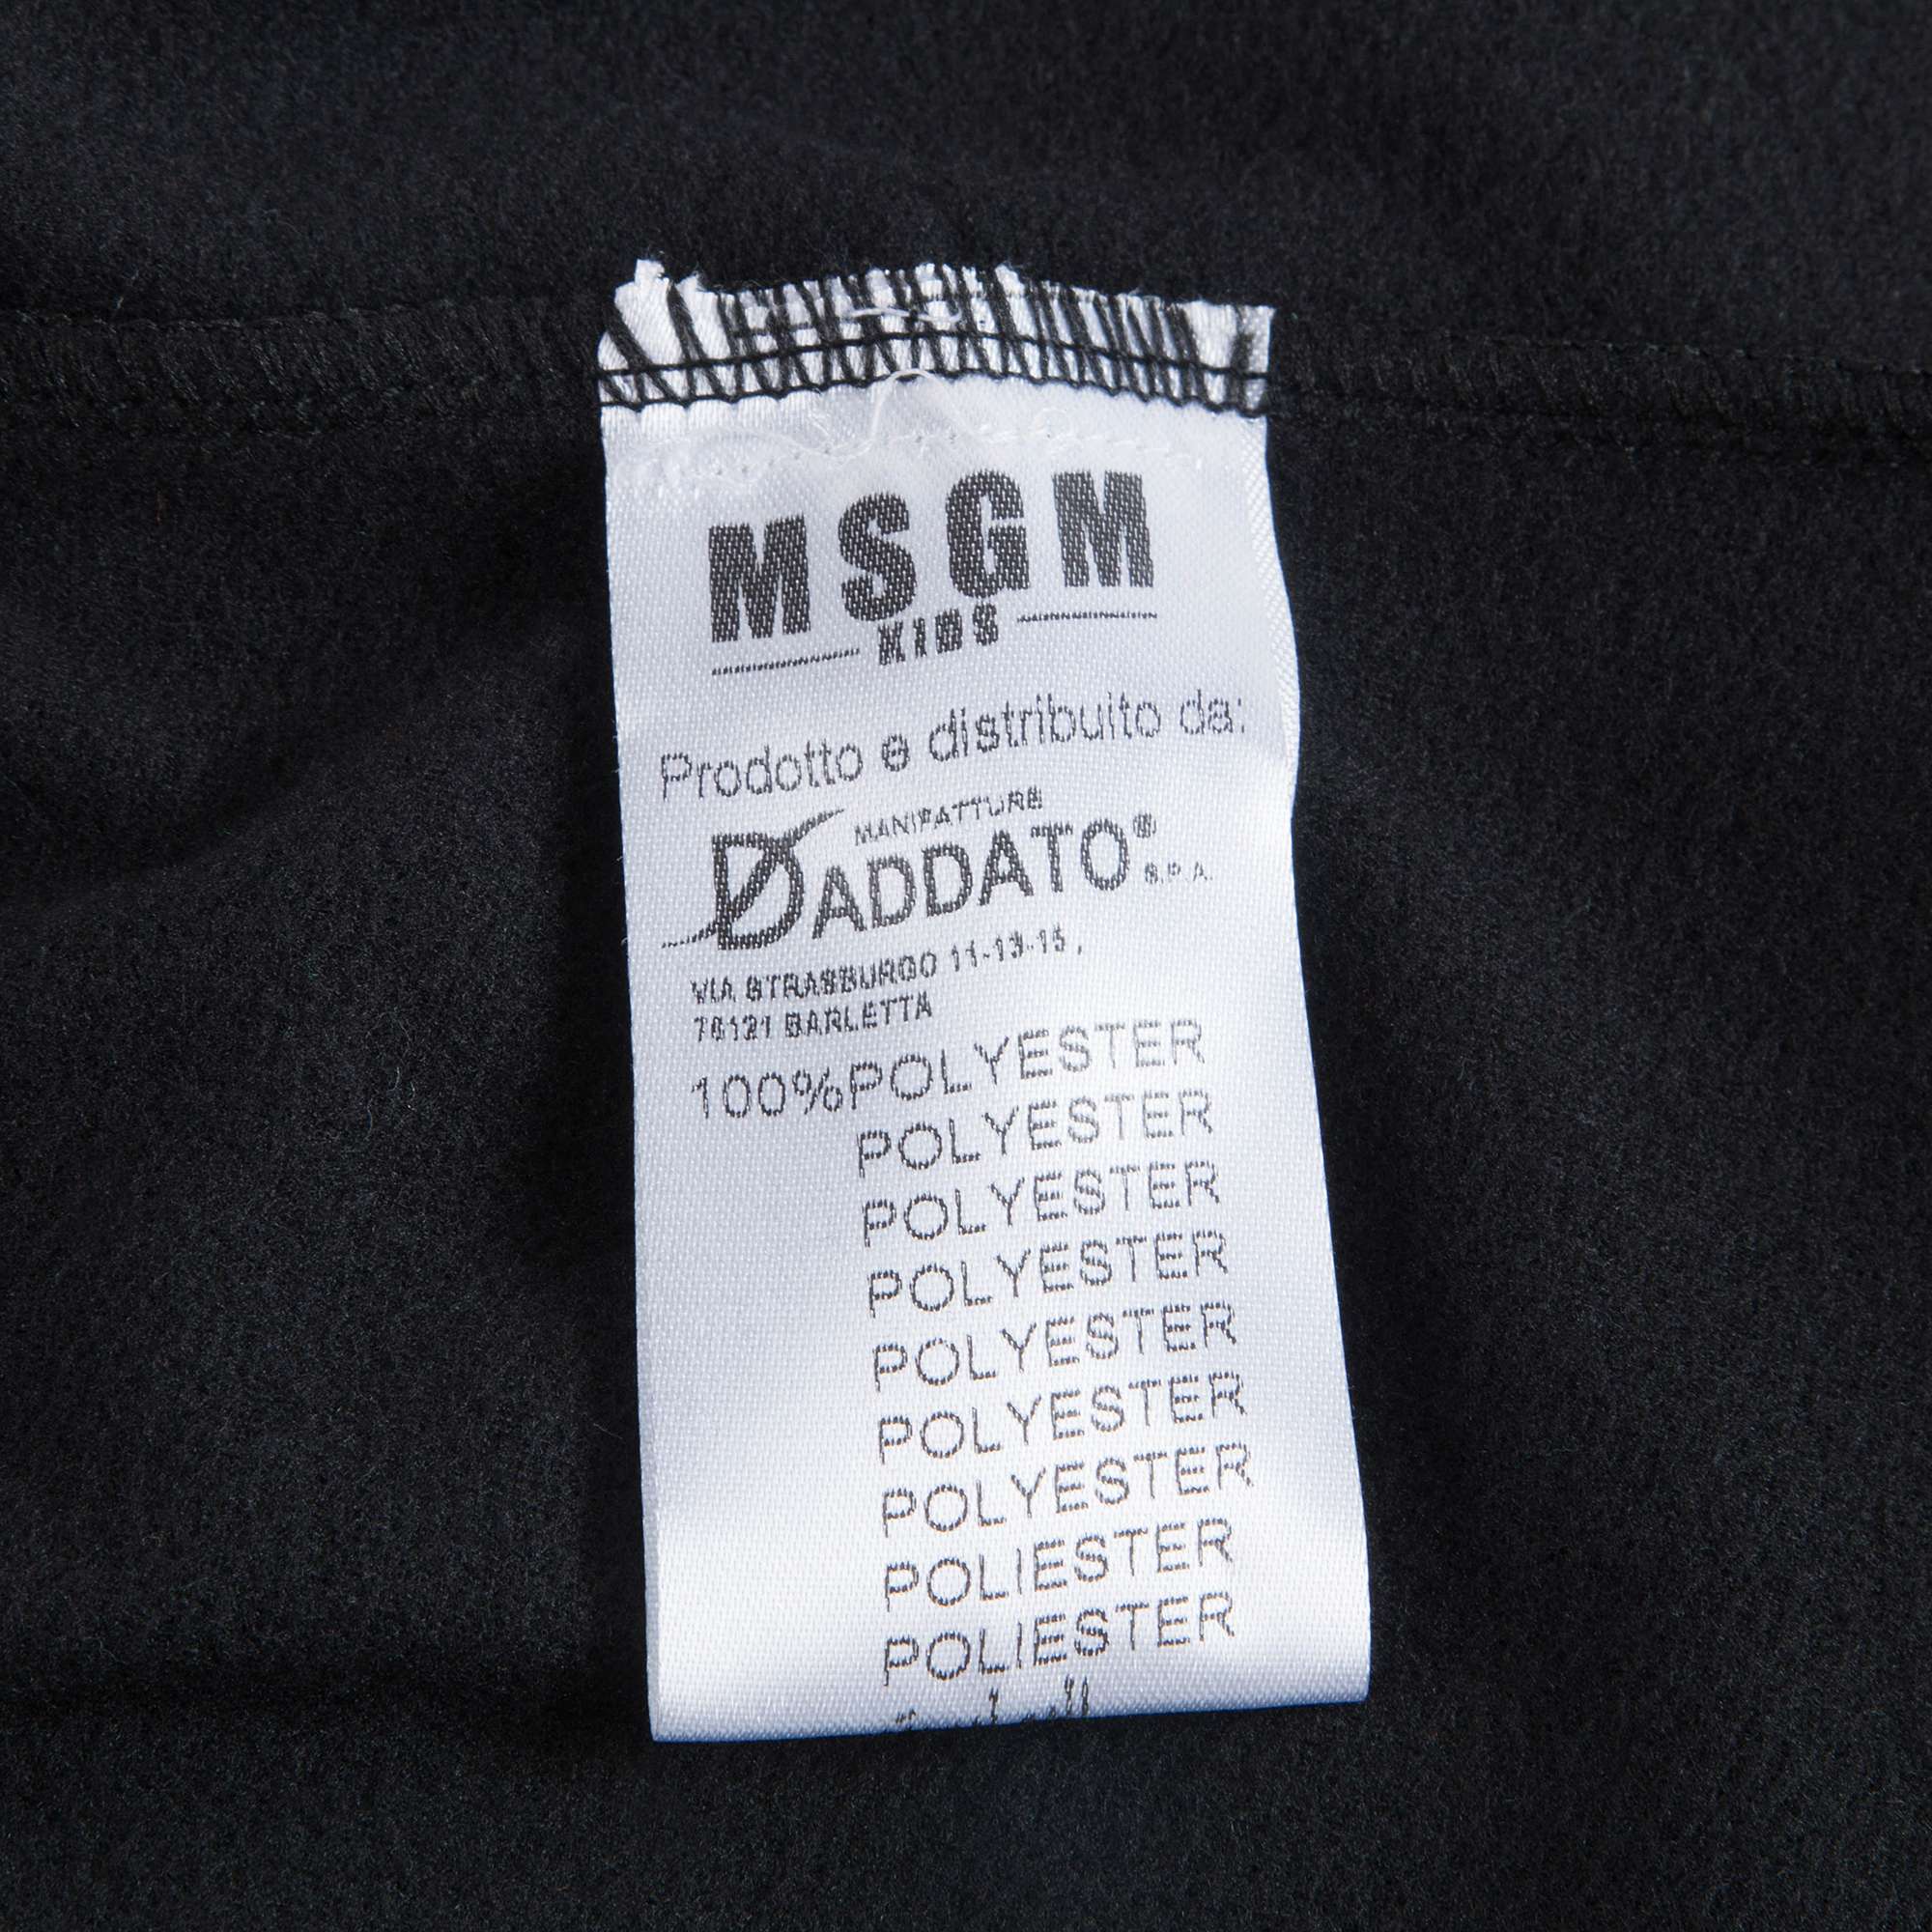 MSGM
KIDS
Prodotto e distribuito da:
MANIFATTURE
DADDATO®
S.P.A.
VIA STRASBURGO 11-13-15 ,
76121 BARLETTA
100%POLYESTER
POLYESTER
POLYESTER
POLYESTER
POLYESTER
POLYESTER
POLYESTER
POLIESTER
POLIESTER